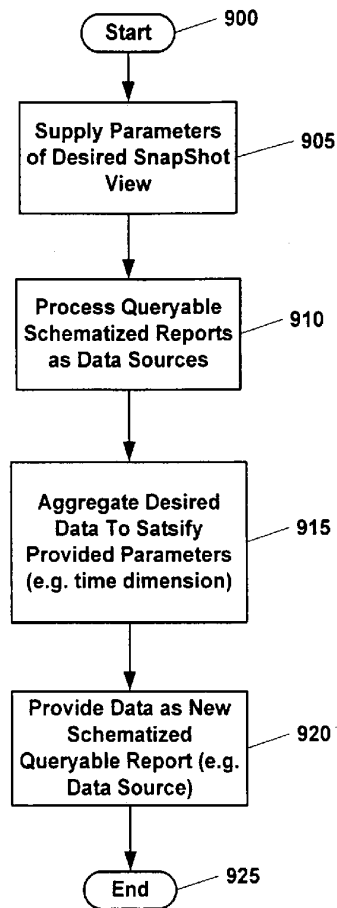 Start
900
Supply Parameters
of Desired SnapShot
View
905
Process Queryable
Schematized Reports
as Data Sources
910
Aggregate Desired
Data To Satsify
Provided Parameters
(e.g. time dimension)
915
Provide Data as New
Schematized
Queryable Report (e.g.
Data Source)
920
End
925